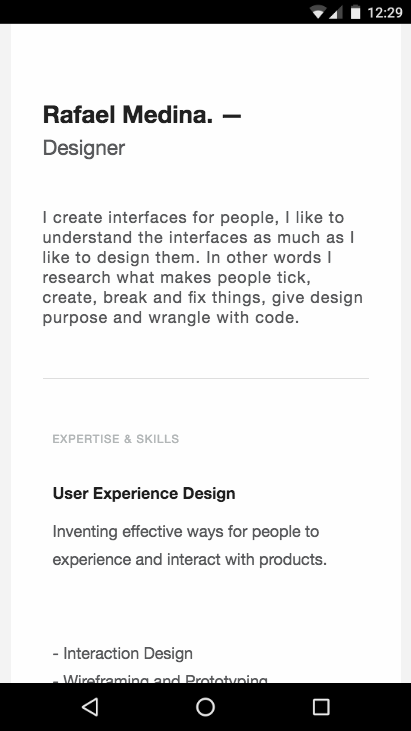 12:29
Rafael Medina. —
Designer
I create interfaces for people, I like to
understand the interfaces as much as I
like to design them. In other words I
research what makes people tick,
create, break and fix things, give design
purpose and wrangle with code.
EXPERTISE & SKILLS
User Experience Design
Inventing effective ways for people to
experience and interact with products.
- Interaction Design
- Wireframing and Prototyping